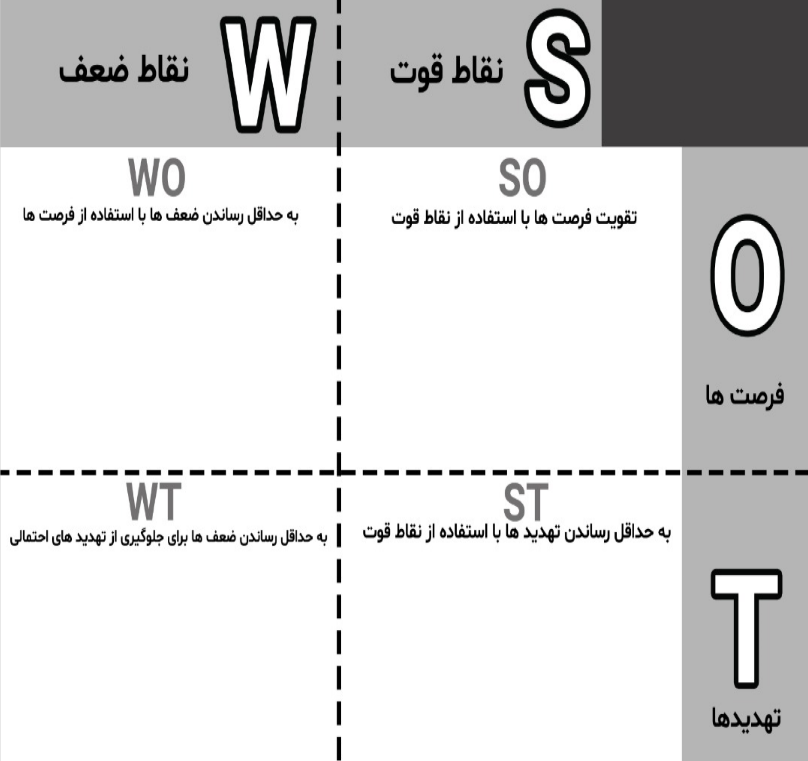 S
نقاط قوت
W
نقاط ضعف
O
فرصت ها
SO
تقویت فرصت ها با استفاده از نقاط قوت
WO
به حداقل رساندن ضعف ها با استفاده از فرصت ها
T
تهدیدها
ST
به حداقل رساندن تهدید ها با استفاده از نقاط قوت
WT
به حداقل رساندن ضعف ها برای جلوگیری از تهدید های احتمالی